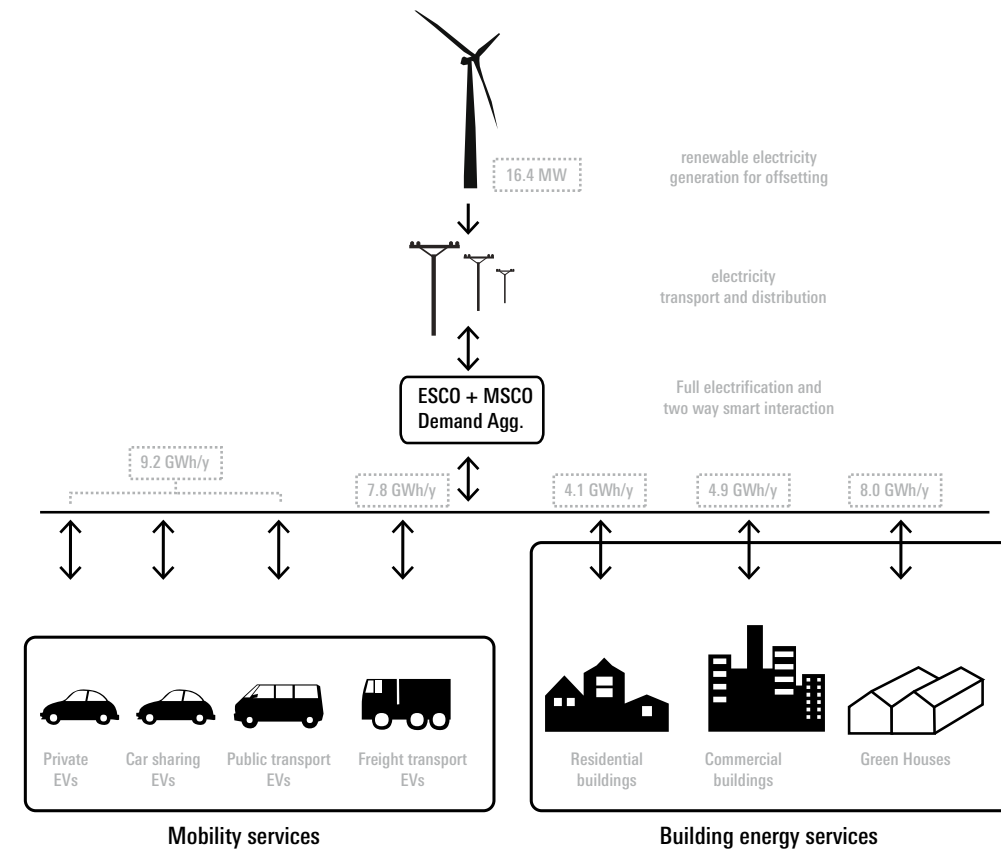 16.4 MW
renewable electricity
generation for offsetting
electricity
transport and distribution
ESCO + MSCO
Demand Agg.
Full electrification and
two way smart interaction
9.2 GWh/y
7.8 GWh/y
4.1 GWh/y
4.9 GWh/y
8.0 GWh/y
Private
EVs
Car sharing
EVs
Public transport
EVs
Freight transport
EVs
Residential
buildings
Commercial
buildings
Green Houses
Mobility services
Building energy services